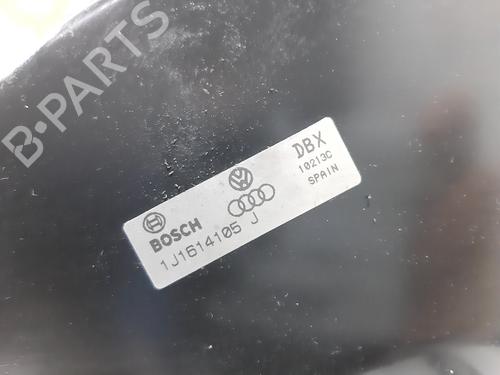 B-PARTS
BOSCH
1J1614105 J
DBX
10213C
SPAIN